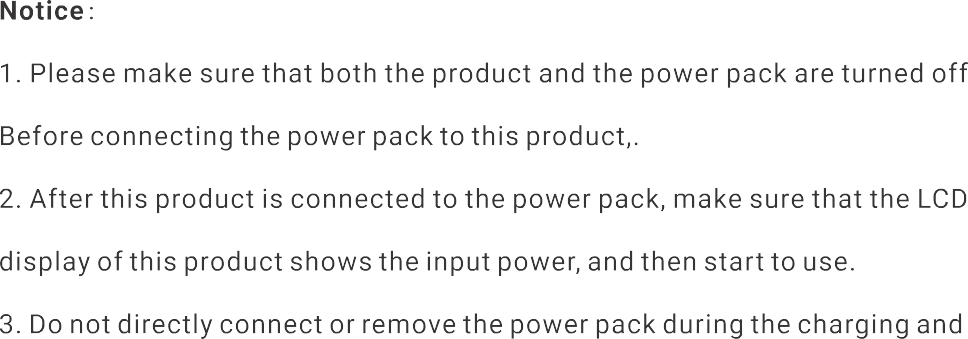 Notice:
1. Please make sure that both the product and the power pack are turned off
Before connecting the power pack to this product,.
2. After this product is connected to the power pack, make sure that the LCD
display of this product shows the input power, and then start to use.
3. Do not directly connect or remove the power pack during the charging and